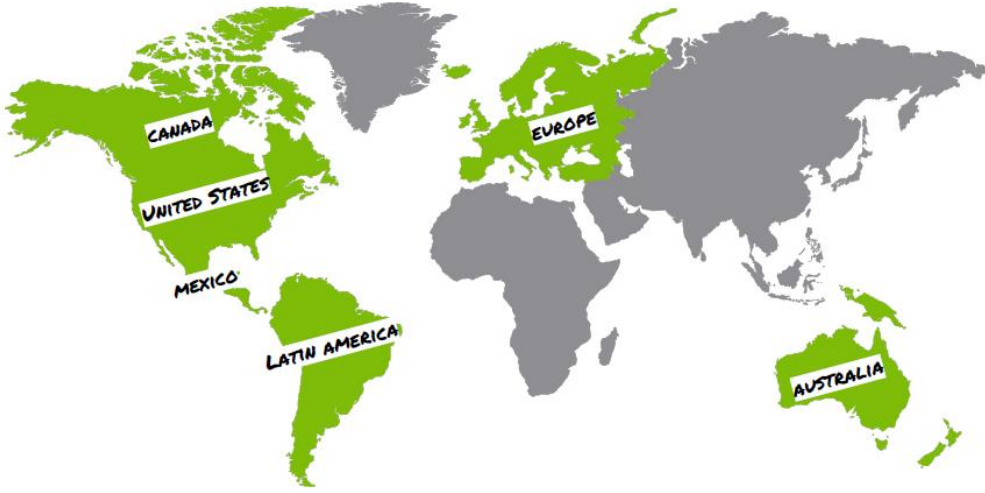 CANADA
EUROPE
UNITED STATES
MEXICO
LATIN AMERICA
AUSTRALIA